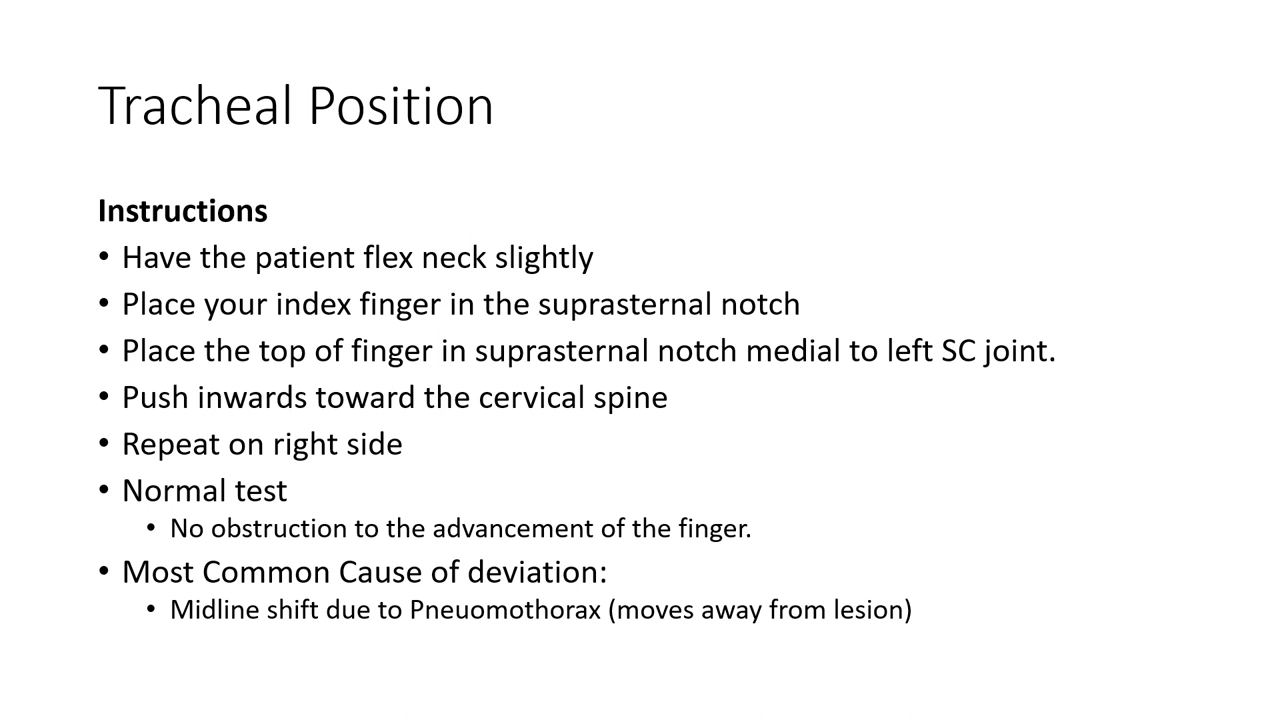 Tracheal Position
Instructions
• Have the patient flex neck slightly
• Place your index finger in the suprasternal notch
• Place the top of finger in suprasternal notch medial to left SC joint.
• Push inwards toward the cervical spine
• Repeat on right side
• Normal test
• No obstruction to the advancement of the finger.
• Most Common Cause of deviation:
• Midline shift due to Pneuomothorax (moves away from lesion)